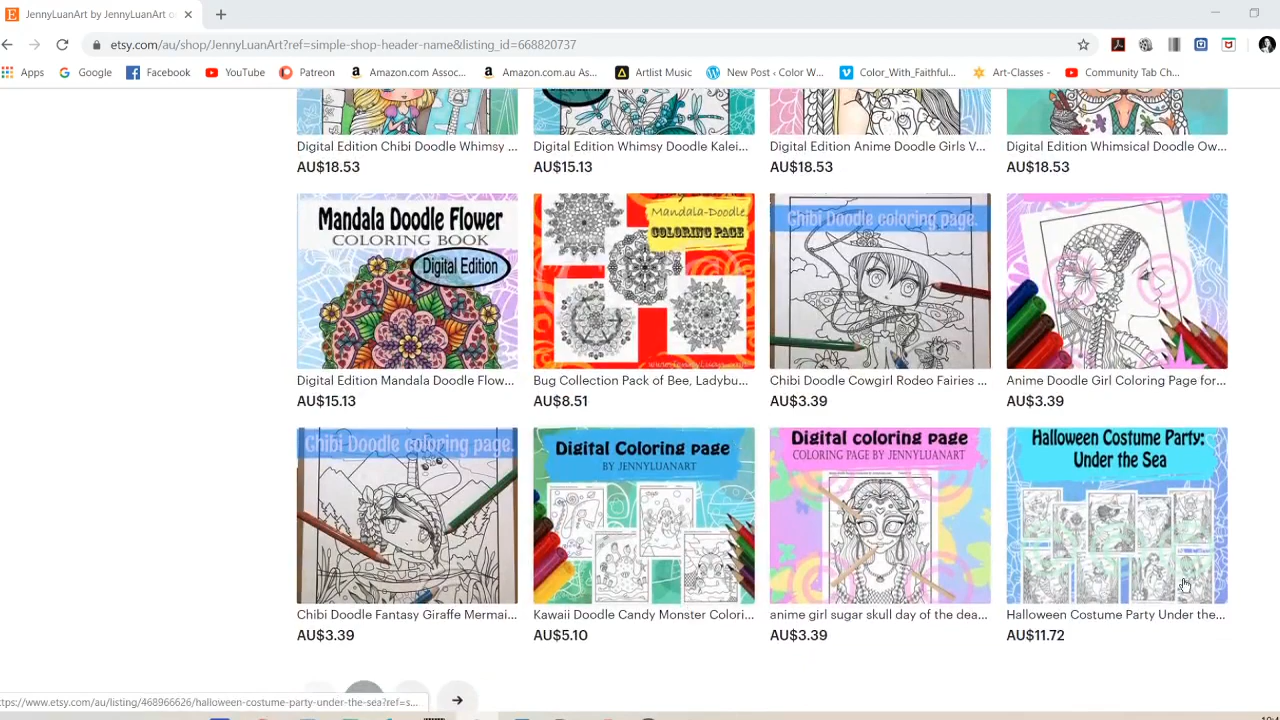 JennyLuanArt by JennyLuanArt o
etsy.com/au/shop/JennyLuanArt?ref=simple-shop-header-name&listing_id=668820737
Apps Google Facebook YouTube Patreon Amazon.com Assoc... Amazon.com.au As... Artlist Music New Post ‹ Color W... Color_With_Faithful... Art-Classes - Community Tab Ch...
Digital Edition Chibi Doodle Whimsy ... Digital Edition Whimsy Doodle Kalei... Digital Edition Anime Doodle Girls V... Digital Edition Whimsical Doodle Ow...
AU$18.53 AU$15.13 AU$18.53 AU$18.53
Mandala Doodle Flower
COLORING BOOK
Digital Edition
Mandala-Doodle
COLORING PAGE
Chibi Doodle coloring page.
Digital Edition Mandala Doodle Flow... Bug Collection Pack of Bee, Ladybu... Chibi Doodle Cowgirl Rodeo Fairies ... Anime Doodle Girl Coloring Page for...
AU$15.13 AU$8.51 AU$3.39 AU$3.39
Chibi Doodle coloring page.
Digital Coloring page
BY JENNYLUANART
Digital coloring page
COLORING PAGE BY JENNYLUANART
Halloween Costume Party:
Under the Sea
Chibi Doodle Fantasy Giraffe Mermai... Kawaii Doodle Candy Monster Colori... anime girl sugar skull day of the dea... Halloween Costume Party Under the...
AU$3.39 AU$5.10 AU$3.39 AU$11.72
ttps://www.etsy.com/au/listing/468966626/halloween-costume-party-under-the-sea?ref=s...